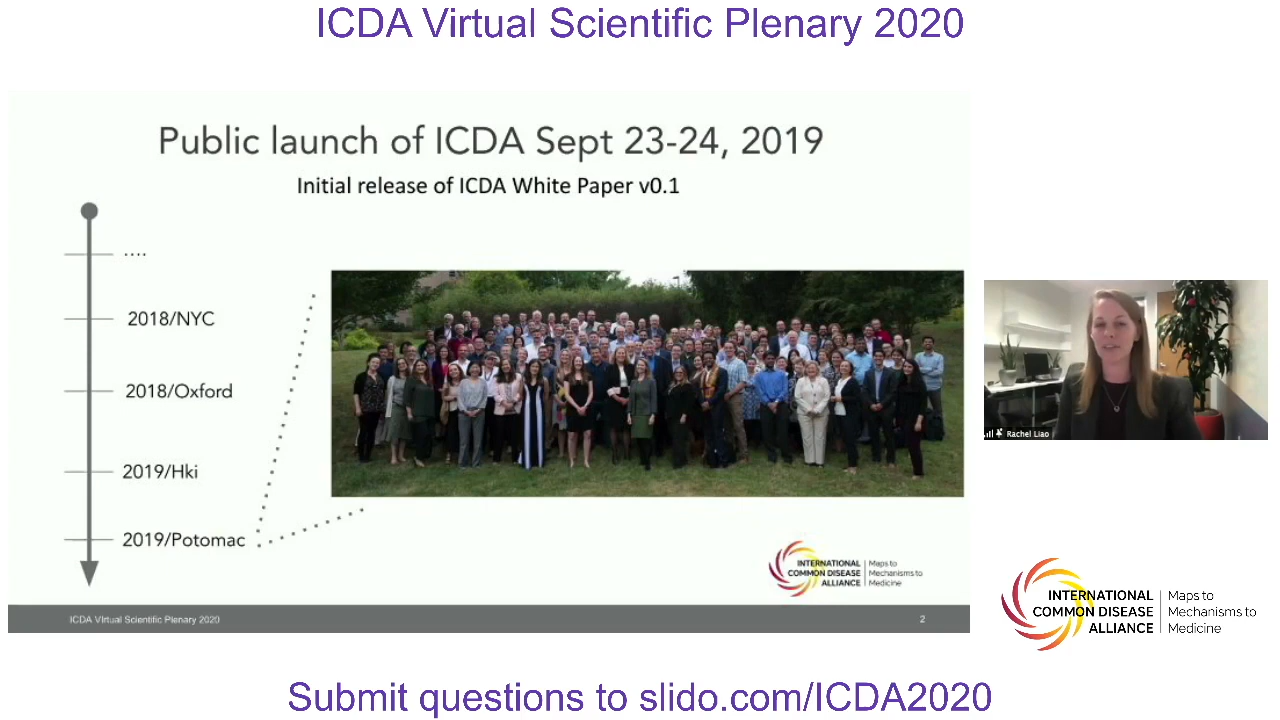 ICDA Virtual Scientific Plenary 2020
Public launch of ICDA Sept 23-24, 2019
Initial release of ICDA White Paper v0.1
....
2018/NYC
2018/Oxford
2019/Hki
2019/Potomac
INTERNATIONAL
COMMON DISEASE
ALLIANCE
Maps to
Mechanisms to
Medicine
ICDA VIrtual Scientific Plenary 2020
2
Rachel Liao
INTERNATIONAL
COMMON DISEASE
ALLIANCE
Maps to
Mechanisms to
Medicine
Submit questions to slido.com/ICDA2020